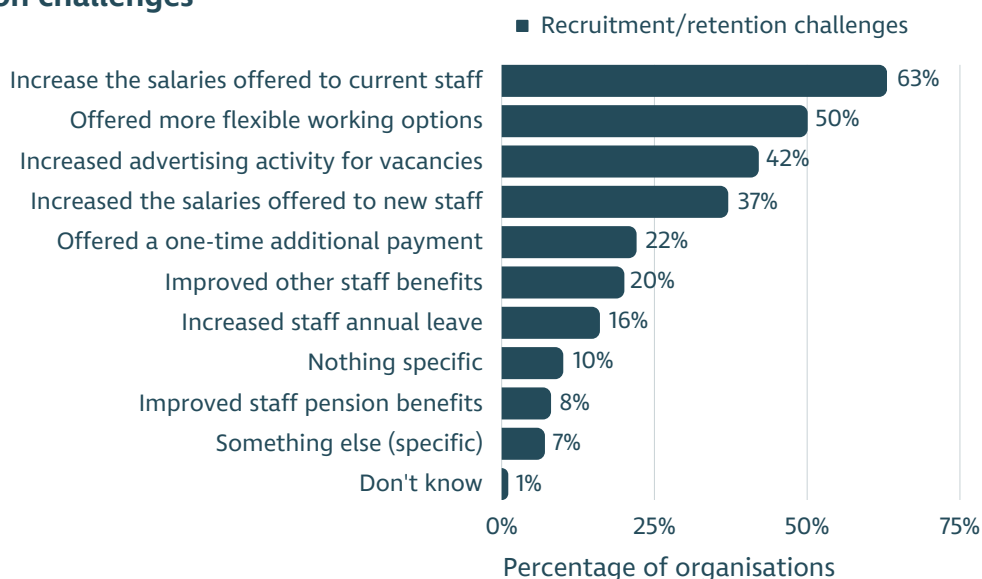 on challenges
Recruitment/retention challenges
Increase the salaries offered to current staff 63%
Offered more flexible working options 50%
Increased advertising activity for vacancies 42%
Increased the salaries offered to new staff 37%
Offered a one-time additional payment 22%
Improved other staff benefits 20%
Increased staff annual leave 16%
Nothing specific 10%
Improved staff pension benefits 8%
Something else (specific) 7%
Don't know 1%
0% 25% 50% 75%
Percentage of organisations